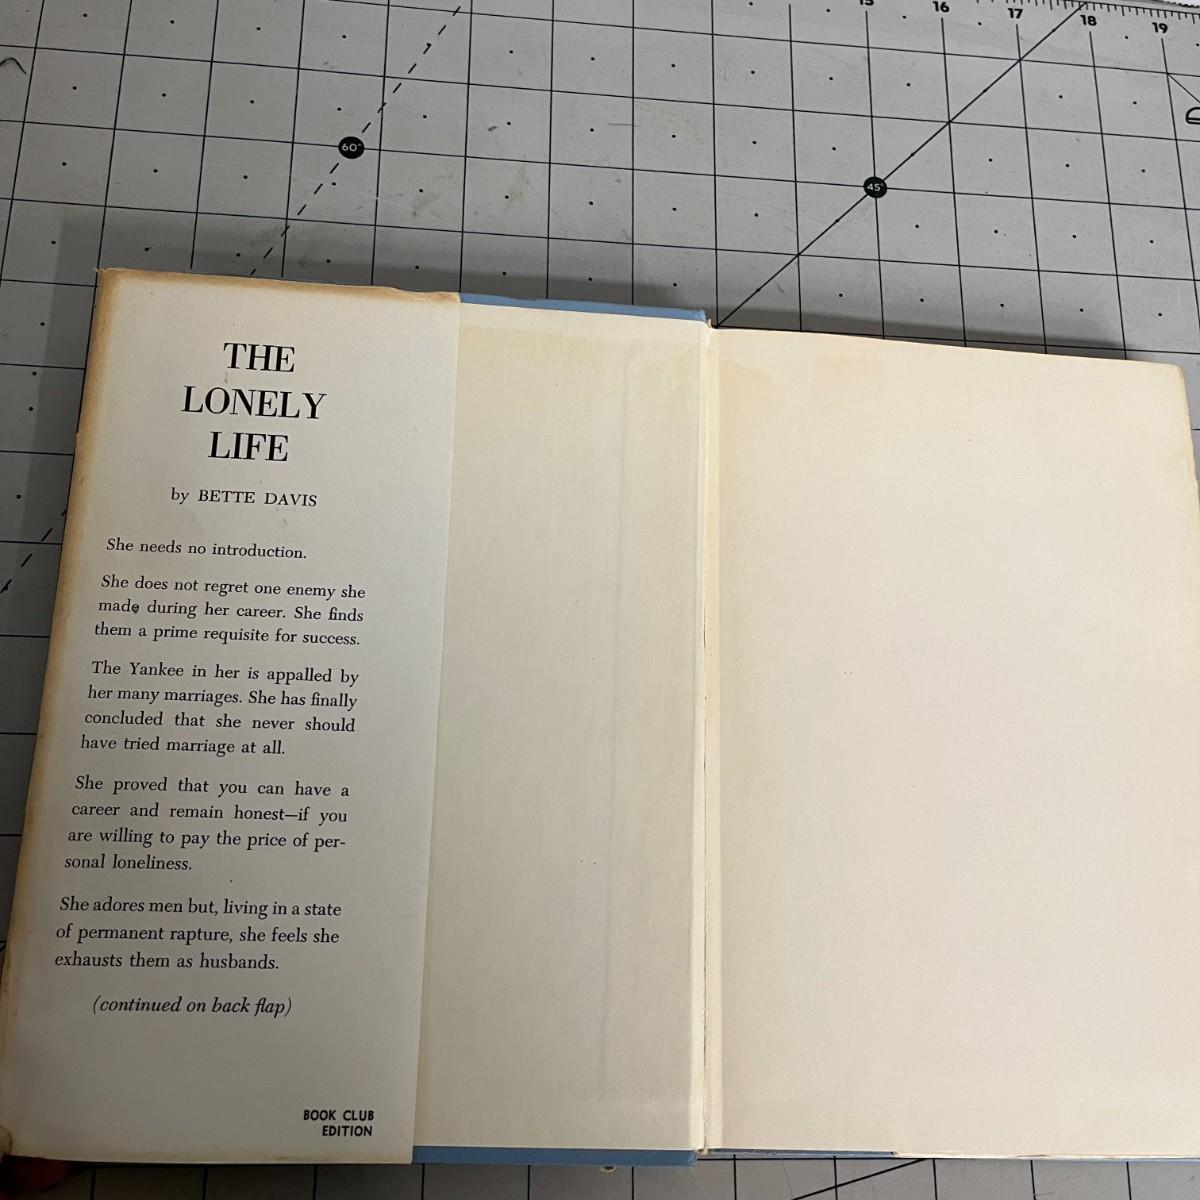 15 16 17 18 19
60°
45°
THE
LONELY
LIFE
by BETTE DAVIS
She needs no introduction.
She does not regret one enemy she
made during her career. She finds
them a prime requisite for success.
The Yankee in her is appalled by
her many marriages. She has finally
concluded that she never should
have tried marriage at all.
She proved that you can have a
career and remain honest—if you
are willing to pay the price of per-
sonal loneliness.
She adores men but, living in a state
of permanent rapture, she feels she
exhausts them as husbands.
(continued on back flap)
BOOK CLUB
EDITION